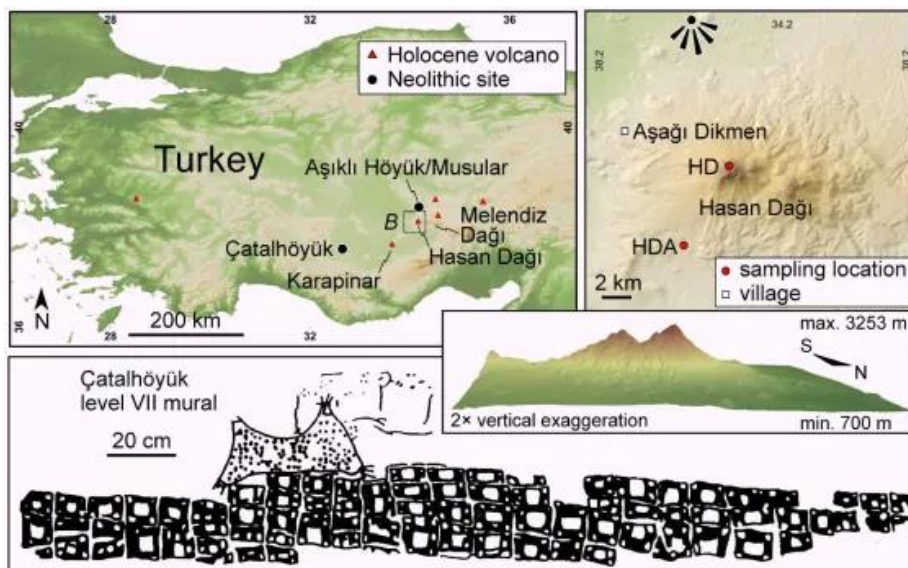 28
36
Holocene volcano
Neolithic site
40
40
Turkey
Aşıklı Höyük/Musular
B
Melendiz
Dağı
Çatalhöyük
Hasan Dağı
Karapinar
N
200 km
36
28
32
34.2
38.2
38.2
Aşağı Dikmen
HD
Hasan Dağı
HDA
2 km
sampling location
village
max. 3253 m
S
N
2× vertical exaggeration
min. 700 m
Çatalhöyük
level VII mural
20 cm